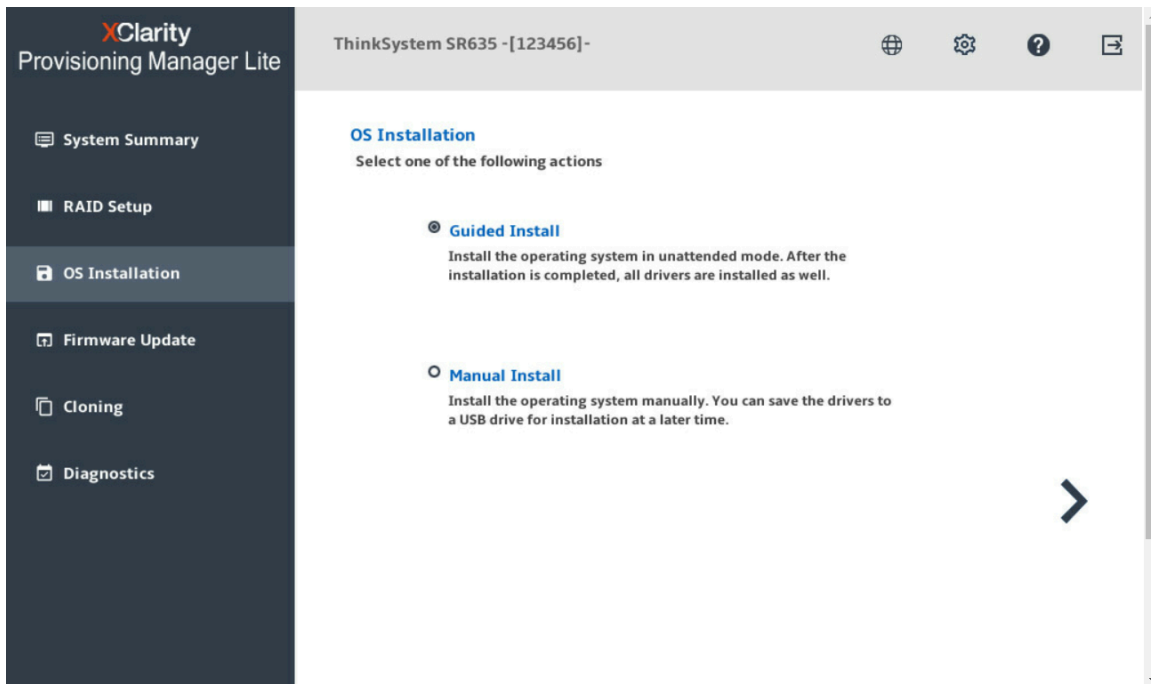 XClarity
Provisioning Manager Lite
System Summary
RAID Setup
OS Installation
Firmware Update
Cloning
Diagnostics
ThinkSystem SR635 -[123456]-
OS Installation
Select one of the following actions
Guided Install
Install the operating system in unattended mode. After the
installation is completed, all drivers are installed as well.
Manual Install
Install the operating system manually. You can save the drivers to
a USB drive for installation at a later time.